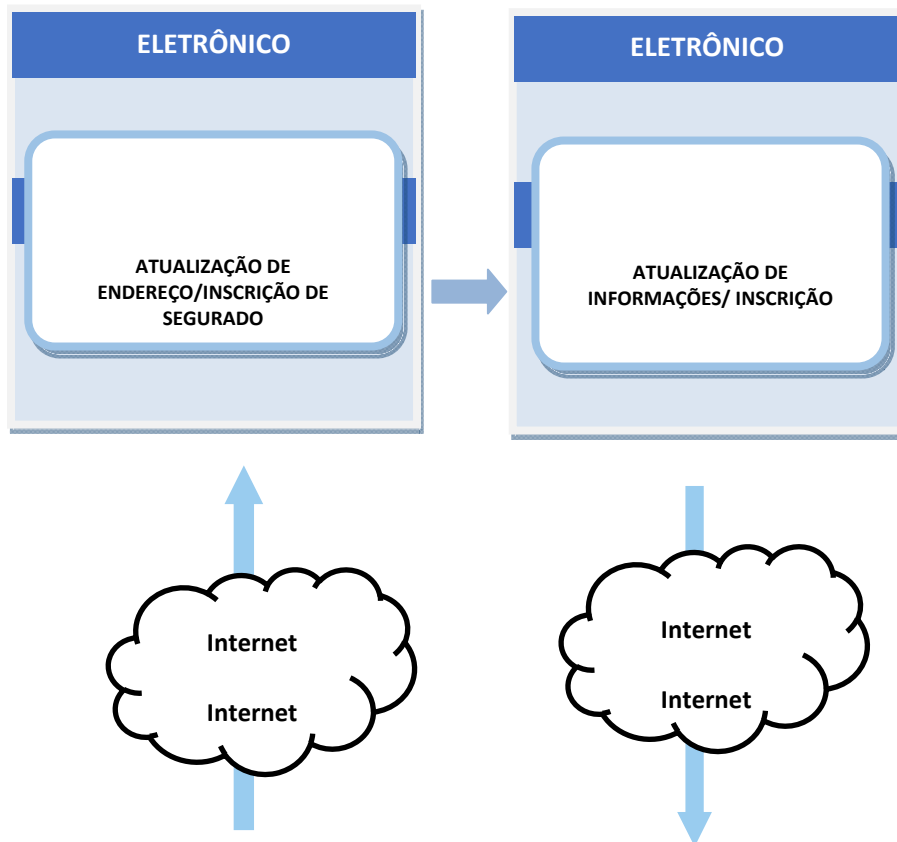 ELETRÔNICO
ATUALIZAÇÃO DE
ENDEREÇO/INSCRIÇÃO DE
SEGURADO
ELETRÔNICO
ATUALIZAÇÃO DE
INFORMAÇÕES/ INSCRIÇÃO
Internet
Internet
Internet
Internet